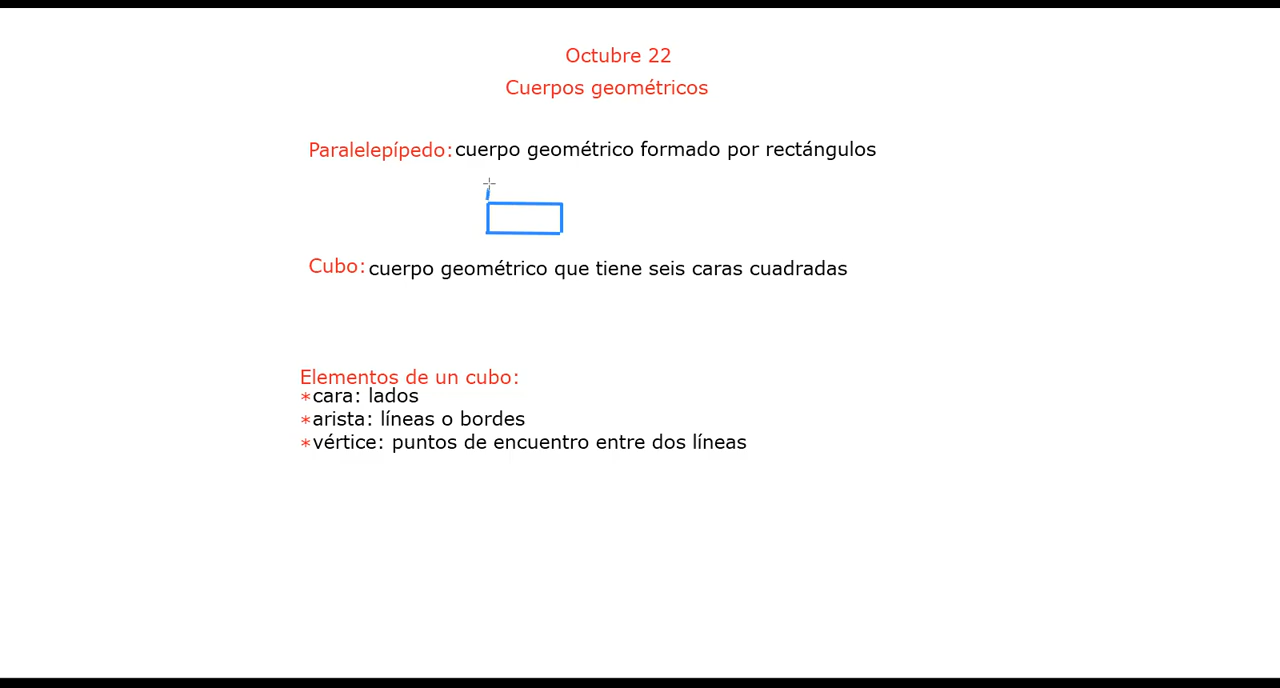 Octubre 22
Cuerpos geométricos
Paralelepípedo: cuerpo geométrico formado por rectángulos
Cubo: cuerpo geométrico que tiene seis caras cuadradas
Elementos de un cubo:
*cara: lados
*arista: líneas o bordes
*vértice: puntos de encuentro entre dos líneas